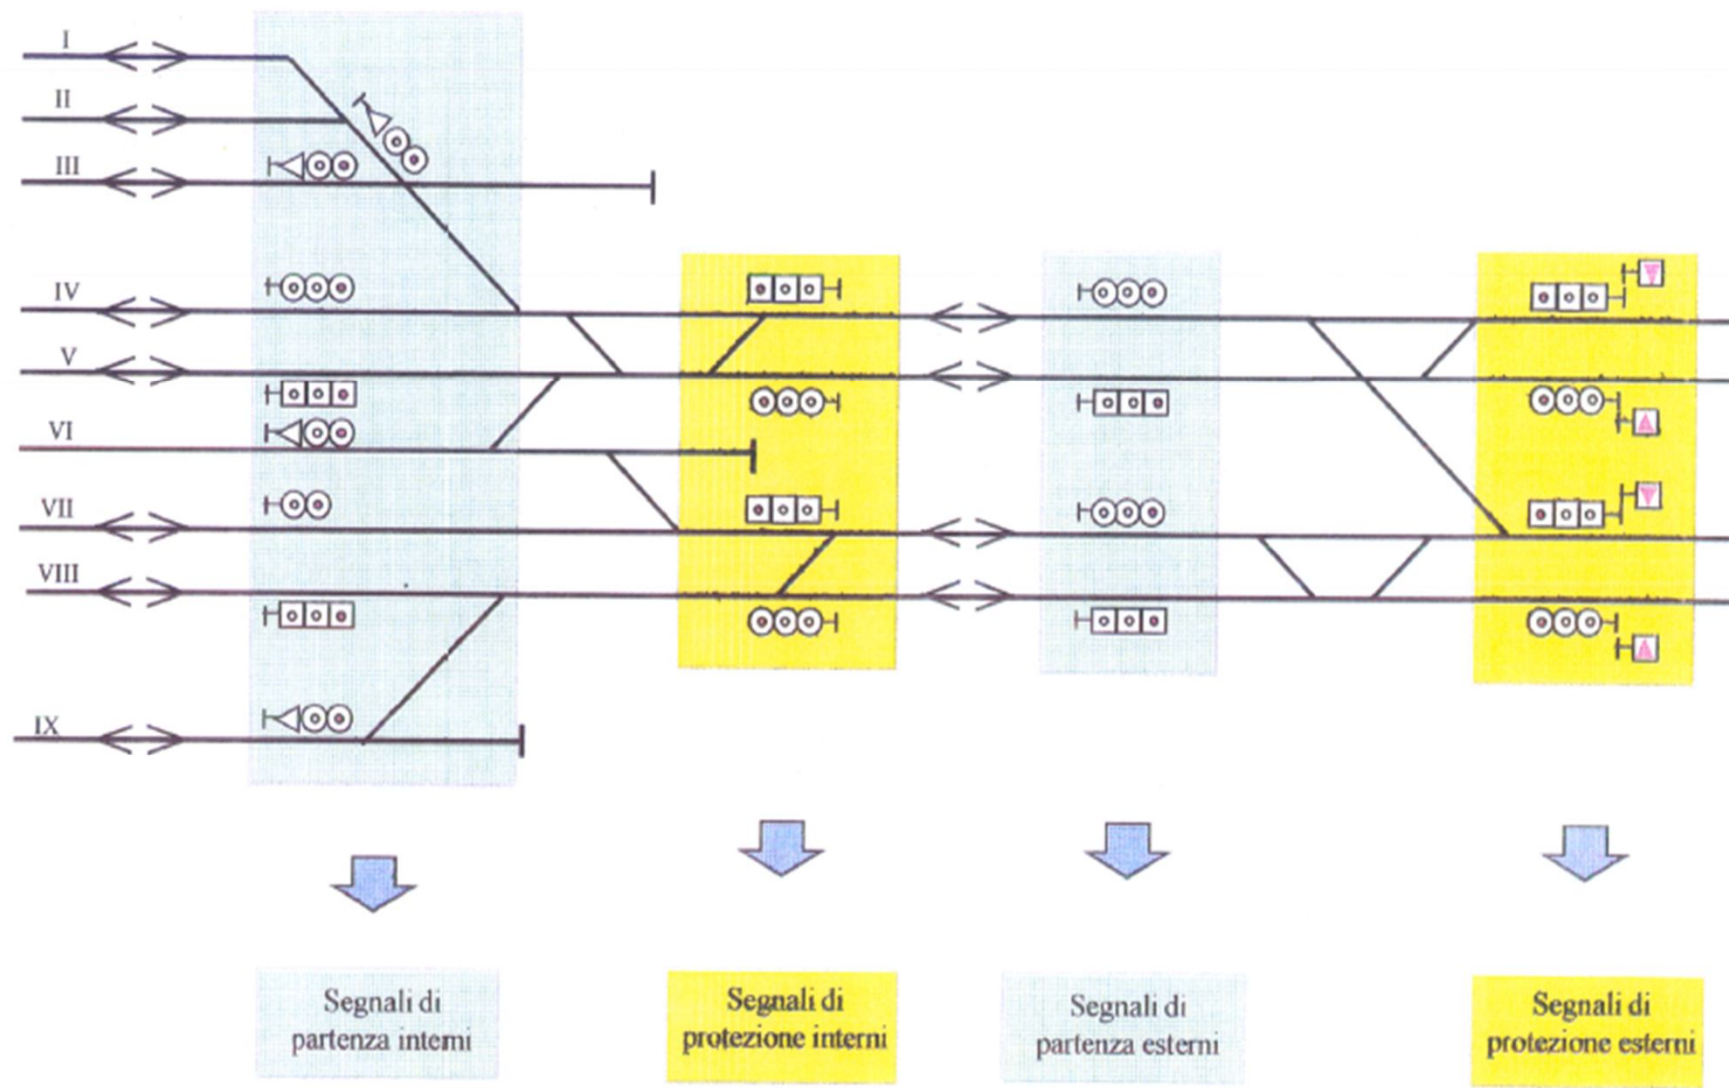 I
II
III
IV
V
VI
VII
VIII
IX
Segnali di
partenza interni
Segnali di
protezione interni
Segnali di
partenza esterni
Segnali di
protezione esterni